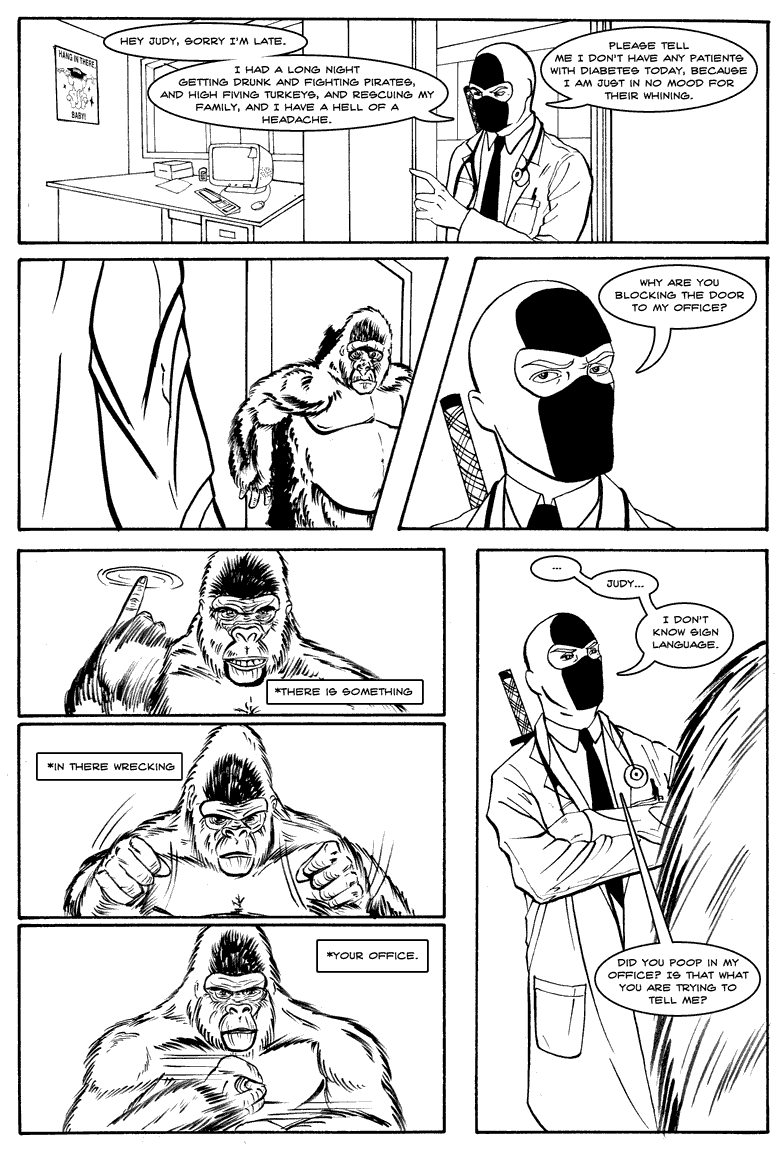 HANG IN THERE,
BABY!
HEY JUDY, SORRY I'M LATE.
I HAD A LONG NIGHT
GETTING DRUNK AND FIGHTING PIRATES,
AND HIGH FIVING TURKEYS, AND RESCUING MY
FAMILY, AND I HAVE A HELL OF A
HEADACHE.
PLEASE TELL
ME I DON'T HAVE ANY PATIENTS
WITH DIABETES TODAY, BECAUSE
I AM JUST IN NO MOOD FOR
THEIR WHINING.
WHY ARE YOU
BLOCKING THE DOOR
TO MY OFFICE?
*THERE IS SOMETHING
*IN THERE WRECKING
*YOUR OFFICE.
...
JUDY...
I DON'T
KNOW SIGN
LANGUAGE.
DID YOU POOP IN MY
OFFICE? IS THAT WHAT
YOU ARE TRYING TO
TELL ME?